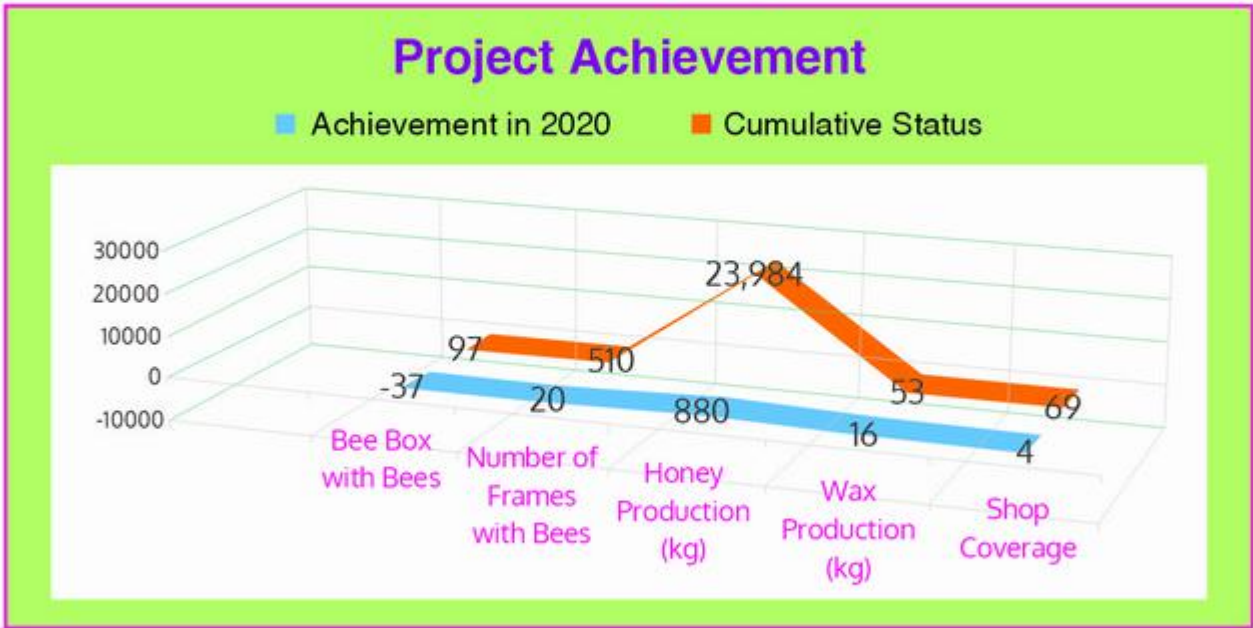 Project Achievement
Achievement in 2020 Cumulative Status
30000
20000
10000
0
-10000
97 510 23,984 53 69
-37 20 880 16 4
Bee Box
with Bees
Number of
Frames
with Bees
Honey
Production
(kg)
Wax
Production
(kg)
Shop
Coverage